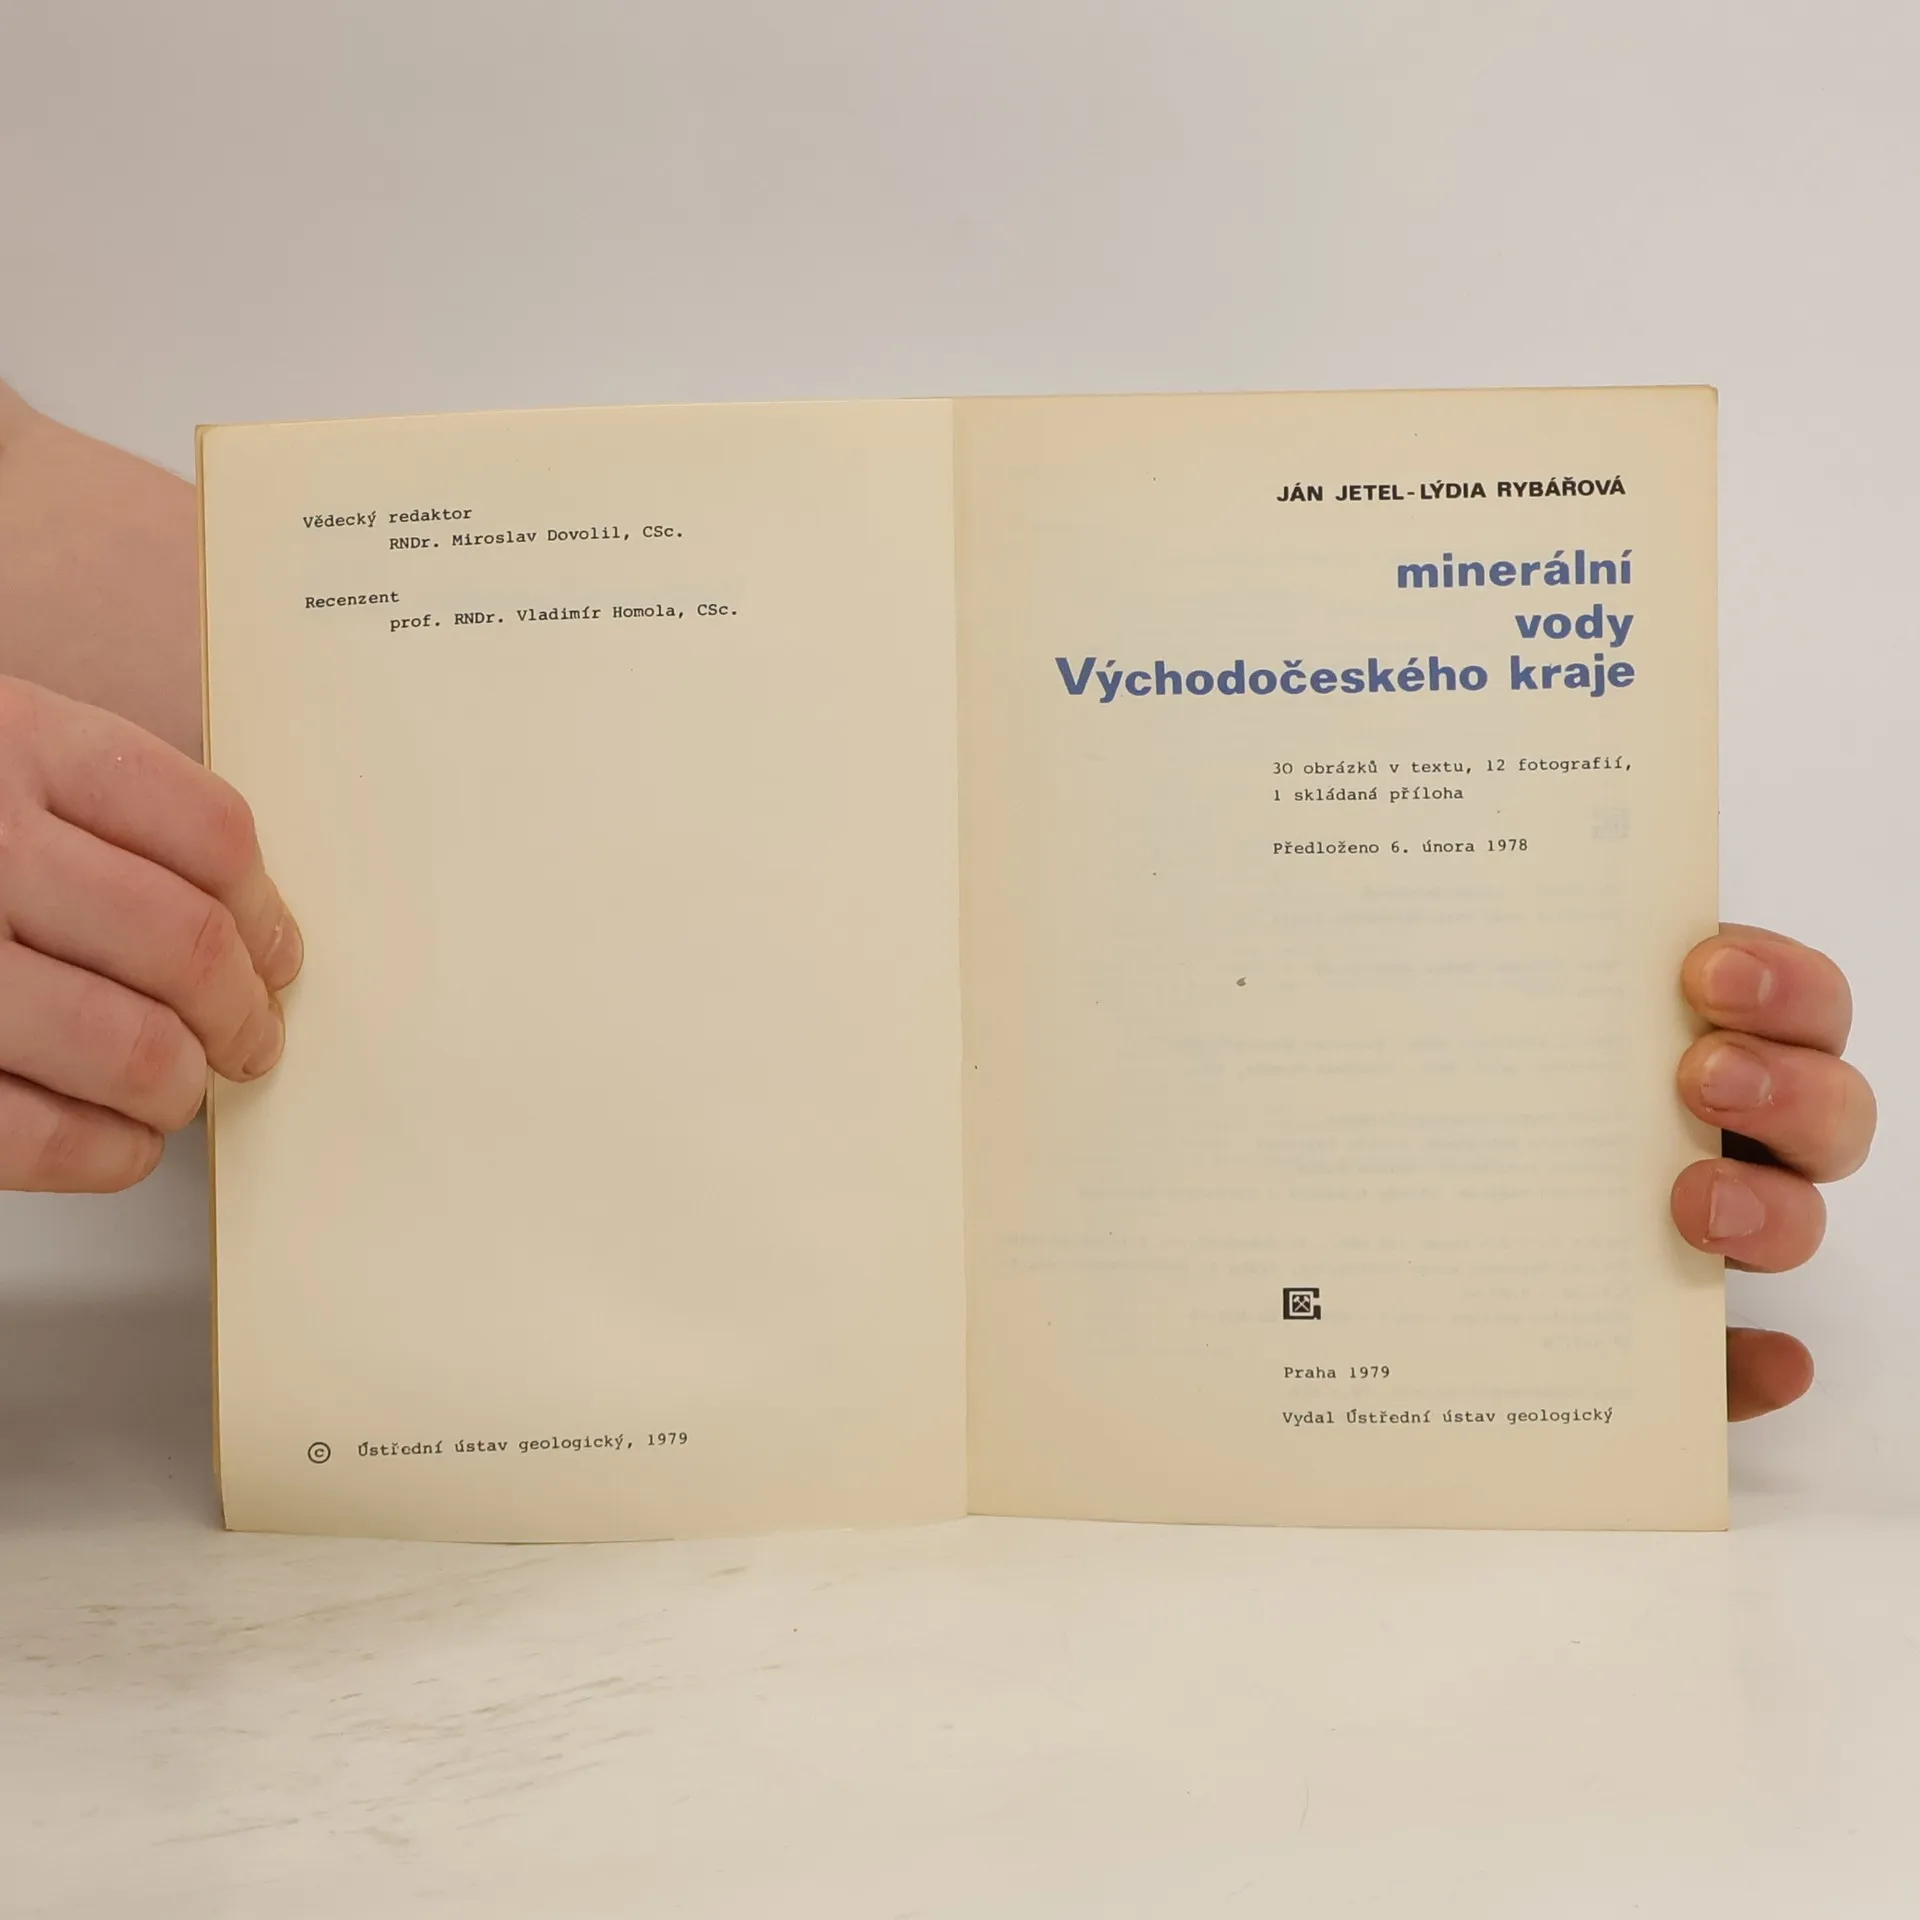 Vědecký redaktor
RNDr. Miroslav Dovolil, CSc.
Recenzent
prof. RNDr. Vladimír Homola, CSc.
© Ústřední ústav geologický, 1979
JÁN JETEL-LÝDIA RYBÁŘOVÁ
minerální
vody
Východočeského kraje
30 obrázků v textu, 12 fotografií,
1 skládaná příloha
Předloženo 6. února 1978
Praha 1979
Vydal Ústřední ústav geologický